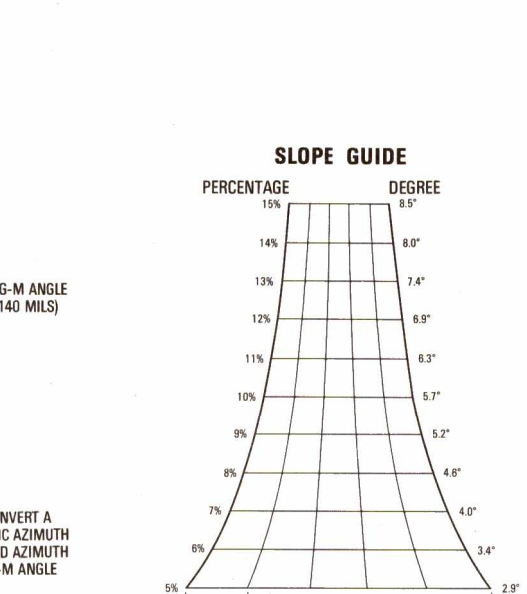 SLOPE GUIDE
PERCENTAGE DEGREE
15% 8.5°
14% 8.0°
13% 7.4°
G-M ANGLE
140 MILS)
12% 6.9°
11% 6.3°
10% 5.7°
9% 5.2°
8% 4.6°
7% 4.0°
NVERT A
IC AZIMUTH
D AZIMUTH
-M ANGLE
6% 3.4°
5% 2.9°